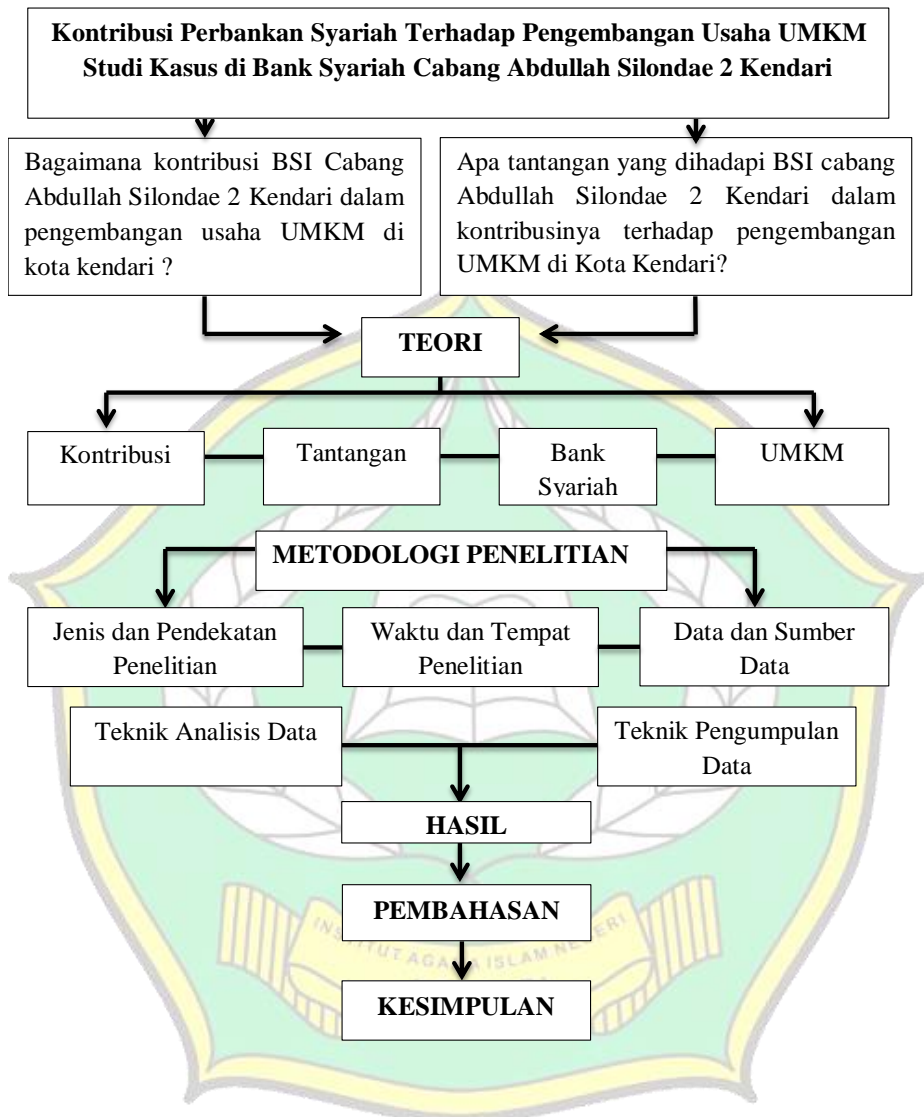 Kontribusi Perbankan Syariah Terhadap Pengembangan Usaha UMKM
Studi Kasus di Bank Syariah Cabang Abdullah Silondae 2 Kendari
Bagaimana kontribusi BSI Cabang
Abdullah Silondae 2 Kendari dalam
pengembangan usaha UMKM di
kota kendari ?
Apa tantangan yang dihadapi BSI cabang
Abdullah Silondae 2 Kendari dalam
kontribusinya terhadap pengembangan
UMKM di Kota Kendari?
TEORI
Kontribusi
Tantangan
Bank
Syariah
UMKM
METODOLOGI PENELITIAN
Jenis dan Pendekatan
Penelitian
Waktu dan Tempat
Penelitian
Data dan Sumber
Data
Teknik Analisis Data
Teknik Pengumpulan
Data
HASIL
PEMBAHASAN
INSTITUT AGAMA ISLAM NEGERI
KESIMPULAN